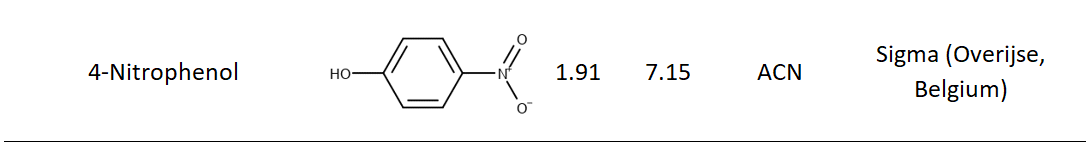 4-Nitrophenol
HO
N+
O
O-
1.91
7.15
ACN
Sigma (Overijse,
Belgium)